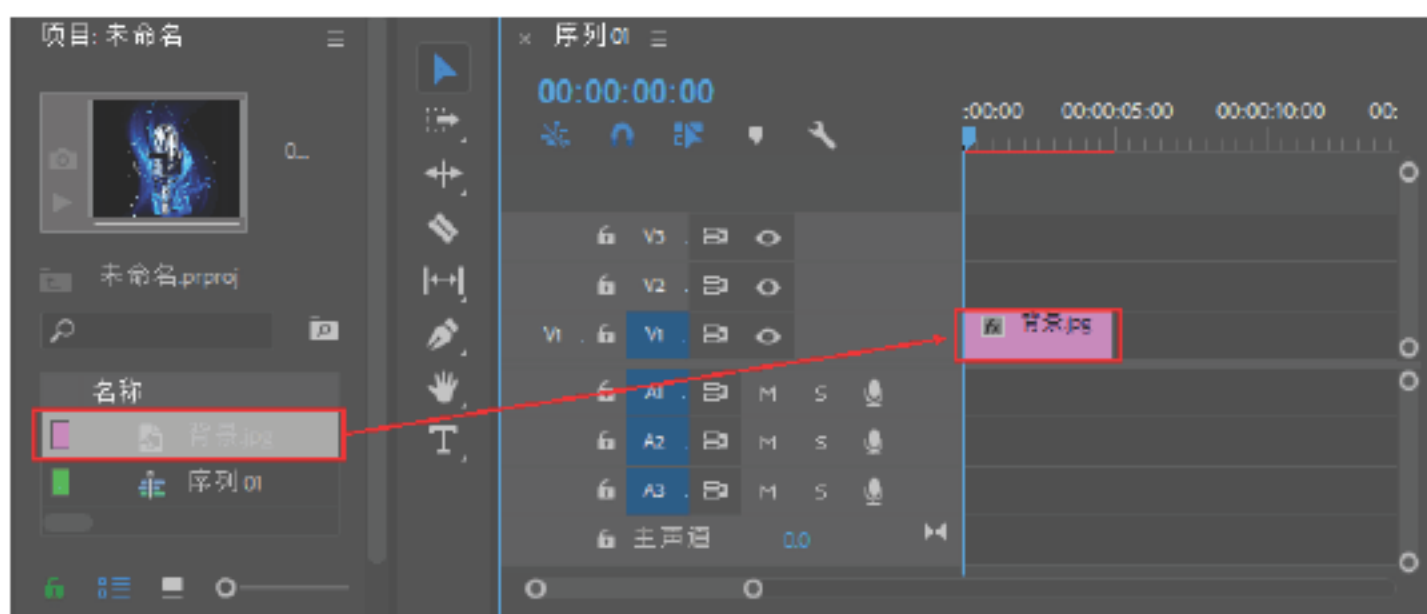 项目: 未命名
0...
未命名.prproj
名称
背景.jpg
序列 01
× 序列 01
00:00:00:00
:00:00 00:00:05:00 00:00:10:00 00:
V3
V2
V1 V1
背景.jpg
A1 M S
A2 M S
A3 M S
主声道 0.0